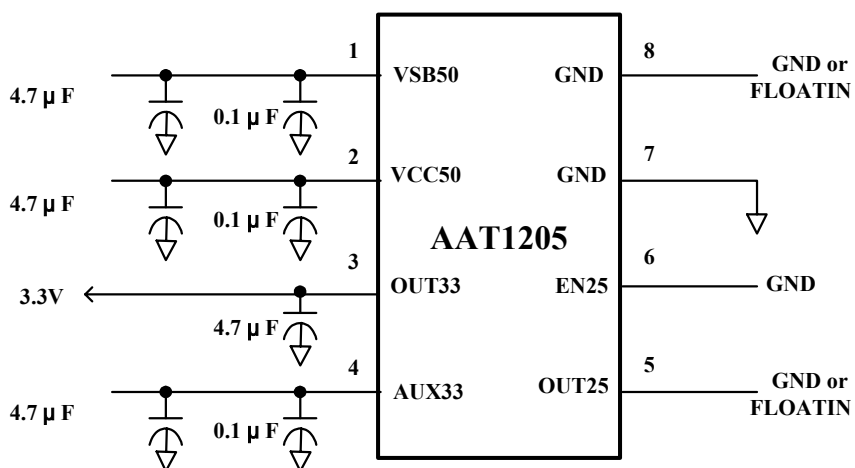 1
VSB50
GND
8
GND or
FLOATIN
4.7 μ F
0.1 μ F
2
VCC50
GND
7
4.7 μ F
0.1 μ F
AAT1205
3
OUT33
EN25
6
GND
3.3V
4.7 μ F
4
AUX33
OUT25
5
GND or
FLOATIN
4.7 μ F
0.1 μ F